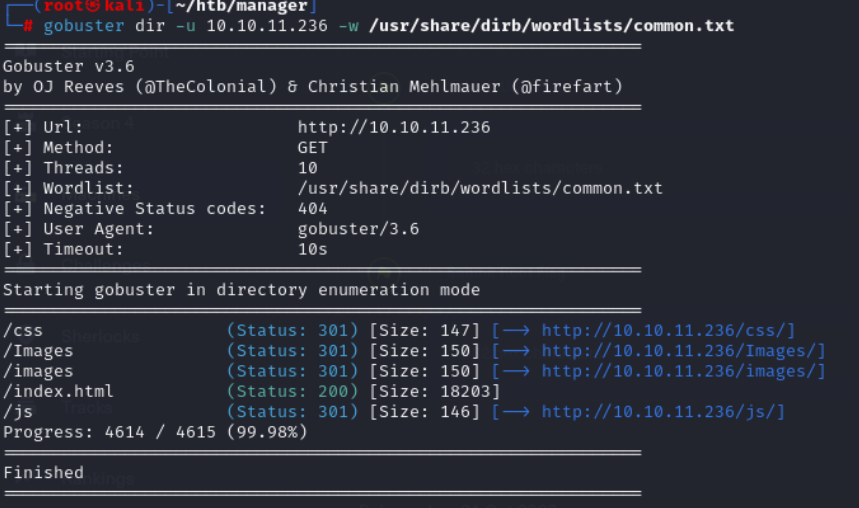 (root㉿kali)-[~/htb/manager]
# gobuster dir -u 10.10.11.236 -w /usr/share/dirb/wordlists/common.txt
===============================================================
Gobuster v3.6
by OJ Reeves (@TheColonial) & Christian Mehlmauer (@firefart)
===============================================================
[+] Url: http://10.10.11.236
[+] Method: GET
[+] Threads: 10
[+] Wordlist: /usr/share/dirb/wordlists/common.txt
[+] Negative Status codes: 404
[+] User Agent: gobuster/3.6
[+] Timeout: 10s
===============================================================
Starting gobuster in directory enumeration mode
===============================================================
/css (Status: 301) [Size: 147] [--> http://10.10.11.236/css/]
/Images (Status: 301) [Size: 150] [--> http://10.10.11.236/Images/]
/images (Status: 301) [Size: 150] [--> http://10.10.11.236/images/]
/index.html (Status: 200) [Size: 18203]
/js (Status: 301) [Size: 146] [--> http://10.10.11.236/js/]
Progress: 4614 / 4615 (99.98%)
===============================================================
Finished
===============================================================